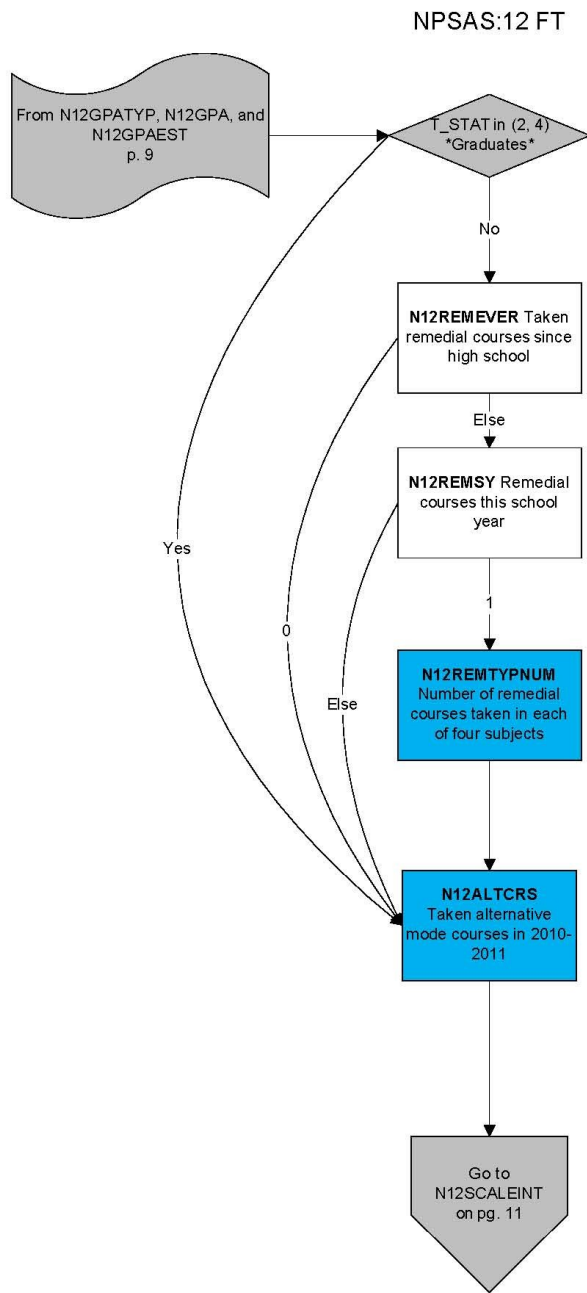 NPSAS:12 FT
From N12GPATYP, N12GPA, and
N12GPAEST
p. 9
T_STAT in (2, 4)
*Graduates*
No
N12REMEVER Taken
remedial courses since
high school
Else
N12REMSY Remedial
courses this school
year
Yes
0
1
Else
N12REMTYPNUM
Number of remedial
courses taken in each
of four subjects
N12ALTCRS
Taken alternative
mode courses in 2010-
2011
Go to
N12SCALEINT
on pg. 11